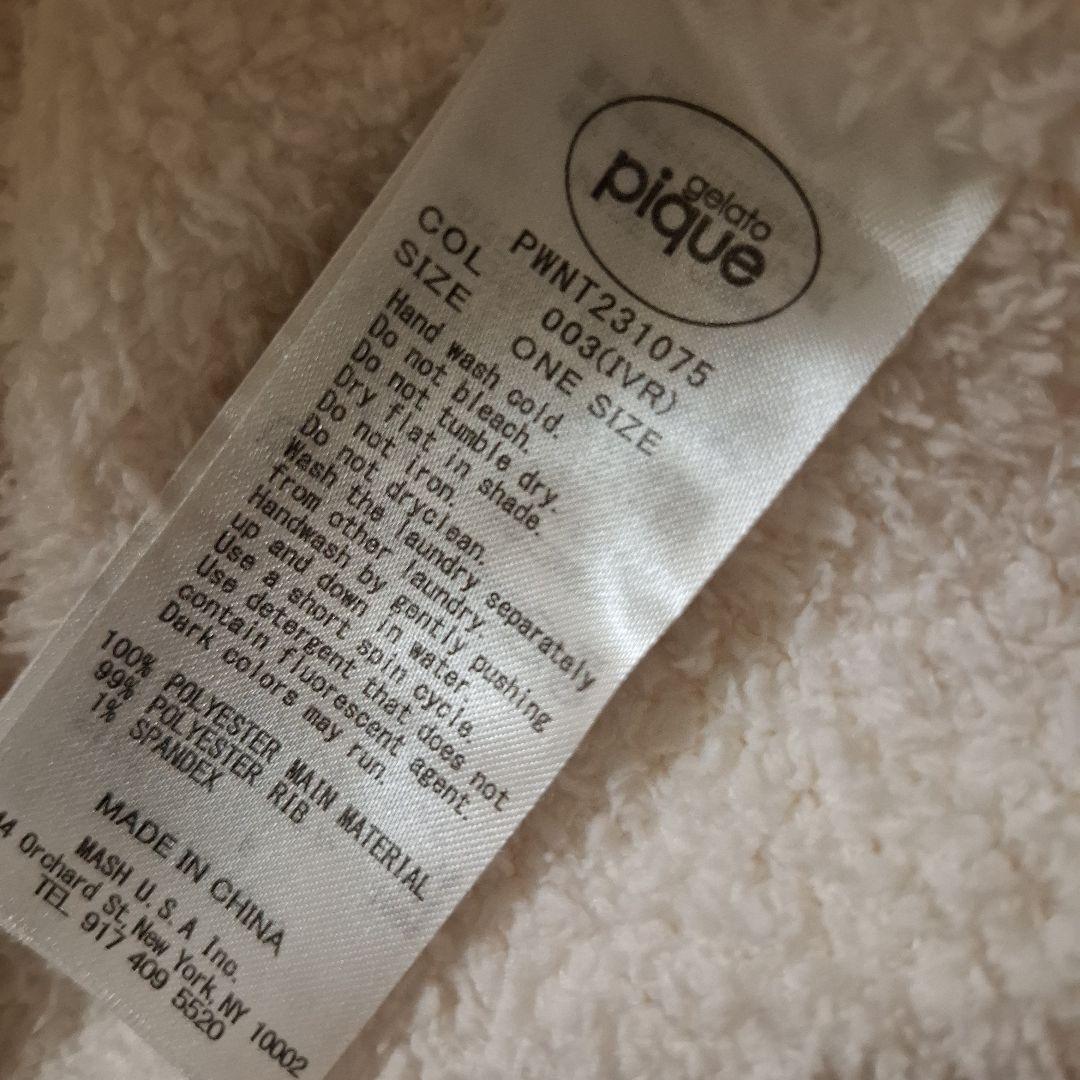 gelato
pique
PWNT231075
COL 003(IVR)
SIZE ONE SIZE
Hand wash cold.
Do not bleach.
Do not tumble dry.
Dry flat in shade.
Do not iron.
Do not dryclean.
Wash the laundry separately
from other laundry.
Handwash by gently pushing
up and down in water.
Use a short spin cycle.
Use detergent that does not
contain fluorescent agent.
Dark colors may run.
100% POLYESTER MAIN MATERIAL
99% POLYESTER RIB
1% SPANDEX
MADE IN CHINA
MASH U.S.A Inc.
Orchard St, New York, NY 10002
TEL 917 409 5520